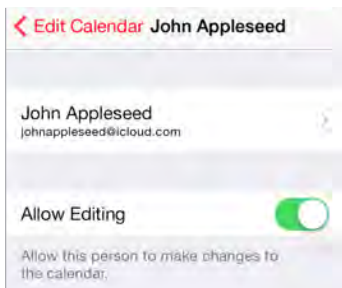 Edit Calendar John Appleseed
John Appleseed
johnappleseed@icloud.com
Allow Editing
Allow this person to make changes to
the calendar.